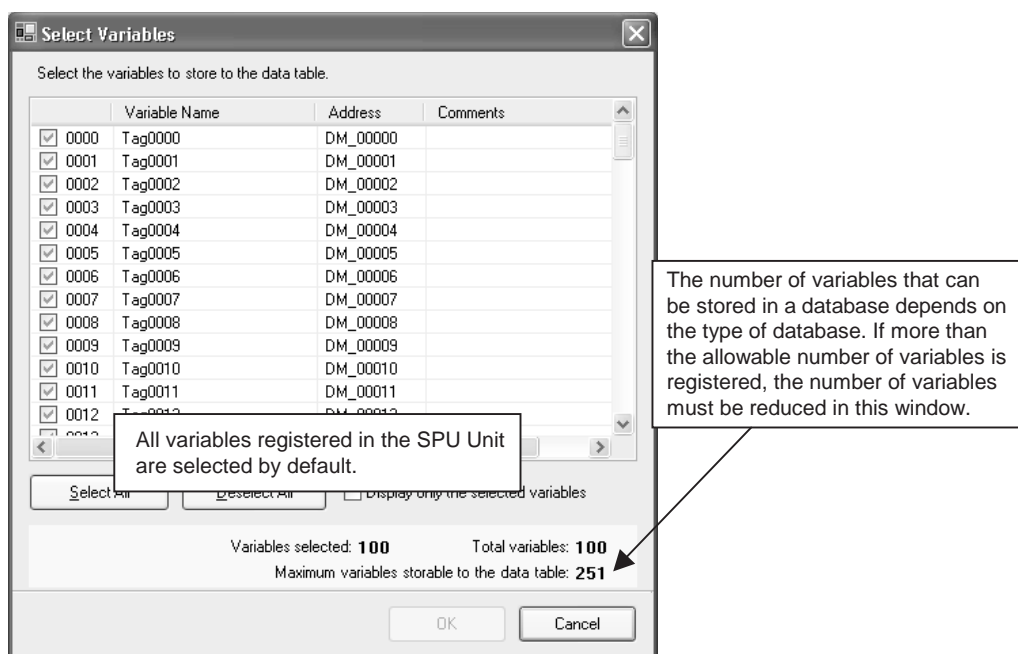 Select Variables
Select the variables to store to the data table.
Variable Name Address Comments
0000 Tag0000 DM_00000
0001 Tag0001 DM_00001
0002 Tag0002 DM_00002
0003 Tag0003 DM_00003
0004 Tag0004 DM_00004
0005 Tag0005 DM_00005
0006 Tag0006 DM_00006
0007 Tag0007 DM_00007
0008 Tag0008 DM_00008
0009 Tag0009 DM_00009
0010 Tag0010 DM_00010
0011 Tag0011 DM_00011
0012
The number of variables that can
be stored in a database depends on
the type of database. If more than
the allowable number of variables is
registered, the number of variables
must be reduced in this window.
All variables registered in the SPU Unit
are selected by default.
Select All Deselect All Display only the selected variables
Variables selected: 100 Total variables: 100
Maximum variables storable to the data table: 251
OK Cancel